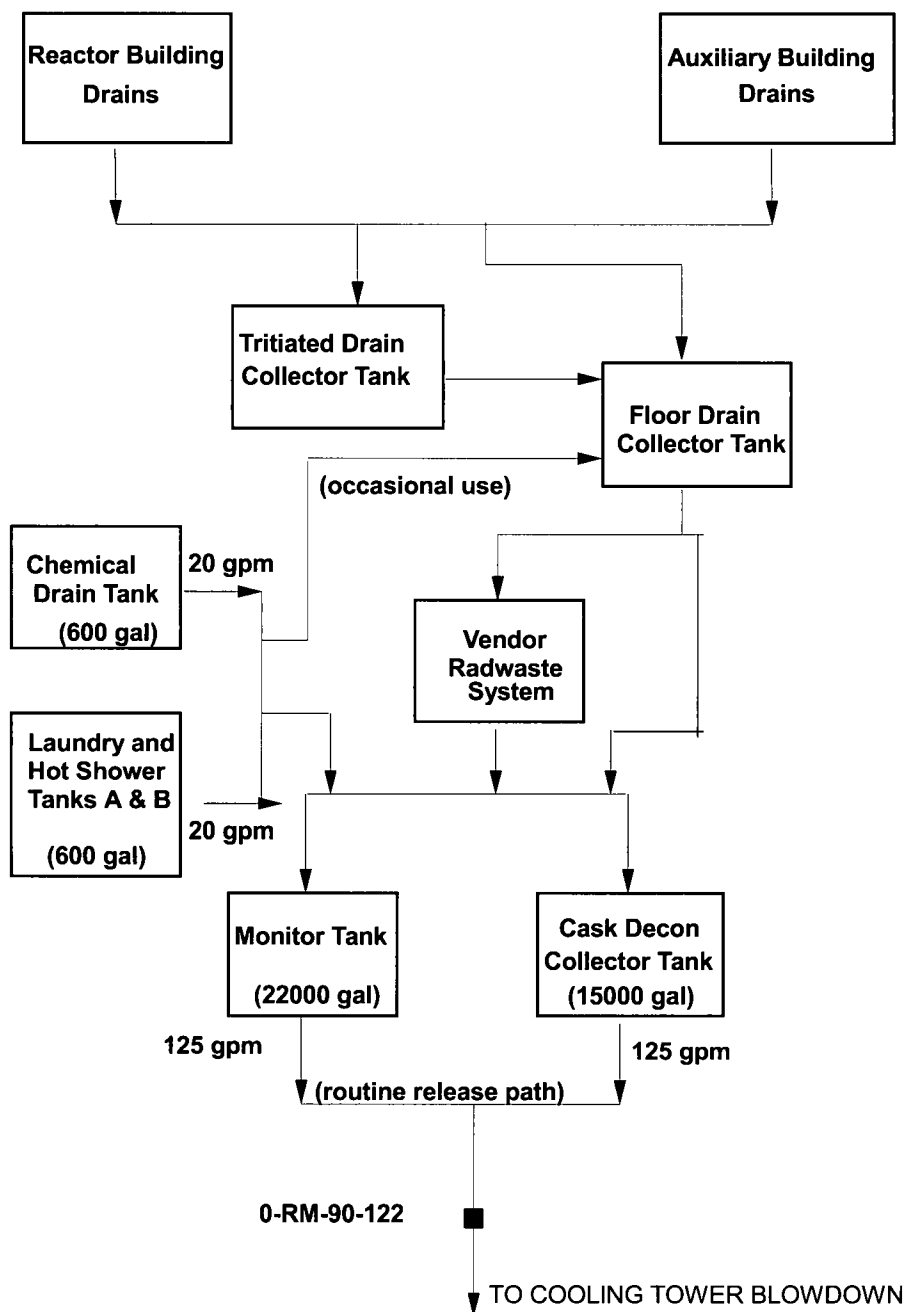 Reactor Building
Drains
Auxiliary Building
Drains
Tritiated Drain
Collector Tank
Floor Drain
Collector Tank
(occasional use)
Chemical
Drain Tank
(600 gal)
20 gpm
Vendor
Radwaste
System
Laundry and
Hot Shower
Tanks A & B
(600 gal)
20 gpm
Monitor Tank
(22000 gal)
Cask Decon
Collector Tank
(15000 gal)
125 gpm
125 gpm
(routine release path)
0-RM-90-122
TO COOLING TOWER BLOWDOWN